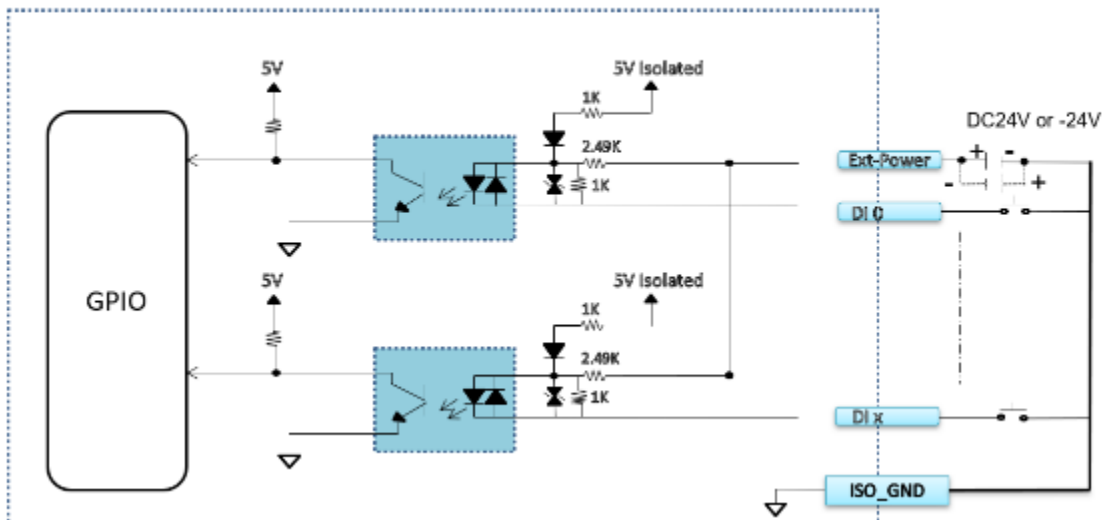 5V
5V Isolated
1K
DC24V or -24V
2.49K
Ext-Power
+
-
1K
-
+
DI 0
5V
5V Isolated
GPIO
1K
2.49K
1K
DI x
ISO_GND